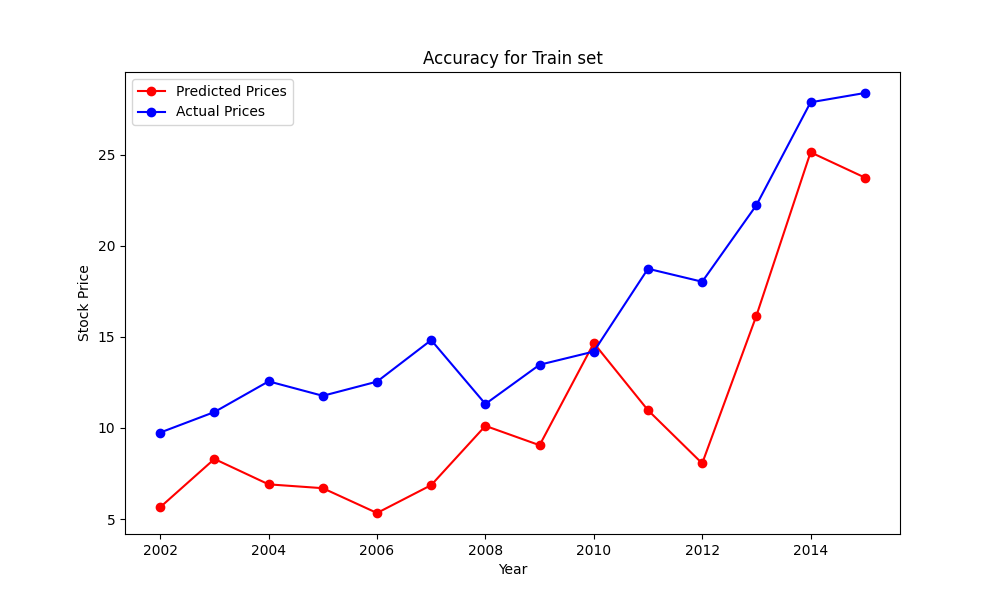 Accuracy for Train set
Predicted Prices
Actual Prices
Stock Price
25
20
15
10
5
2002 2004 2006 2008 2010 2012 2014
Year